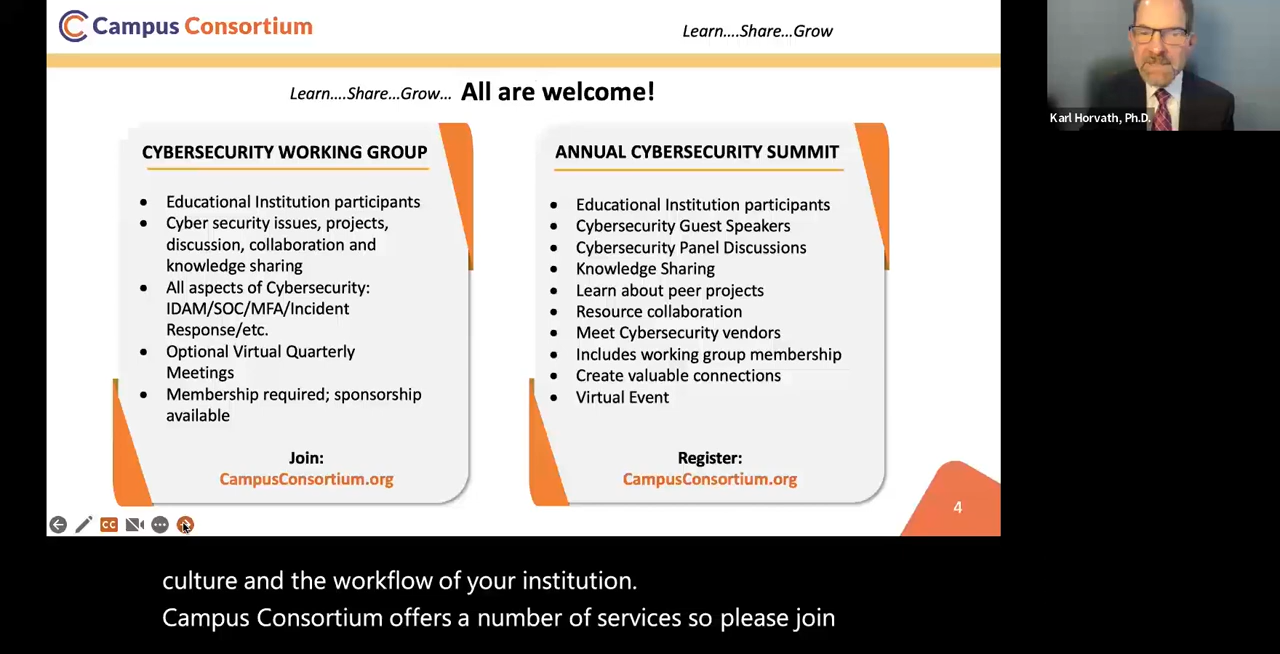 Campus Consortium
Learn....Share...Grow
Learn....Share...Grow... All are welcome!
CYBERSECURITY WORKING GROUP
• Educational Institution participants
• Cyber security issues, projects,
discussion, collaboration and
knowledge sharing
• All aspects of Cybersecurity:
IDAM/SOC/MFA/Incident
Response/etc.
• Optional Virtual Quarterly
Meetings
• Membership required; sponsorship
available
Join:
CampusConsortium.org
ANNUAL CYBERSECURITY SUMMIT
• Educational Institution participants
• Cybersecurity Guest Speakers
• Cybersecurity Panel Discussions
• Knowledge Sharing
• Learn about peer projects
• Resource collaboration
• Meet Cybersecurity vendors
• Includes working group membership
• Create valuable connections
• Virtual Event
Register:
CampusConsortium.org
4
CC
Karl Horvath, Ph.D.
culture and the workflow of your institution.
Campus Consortium offers a number of services so please join